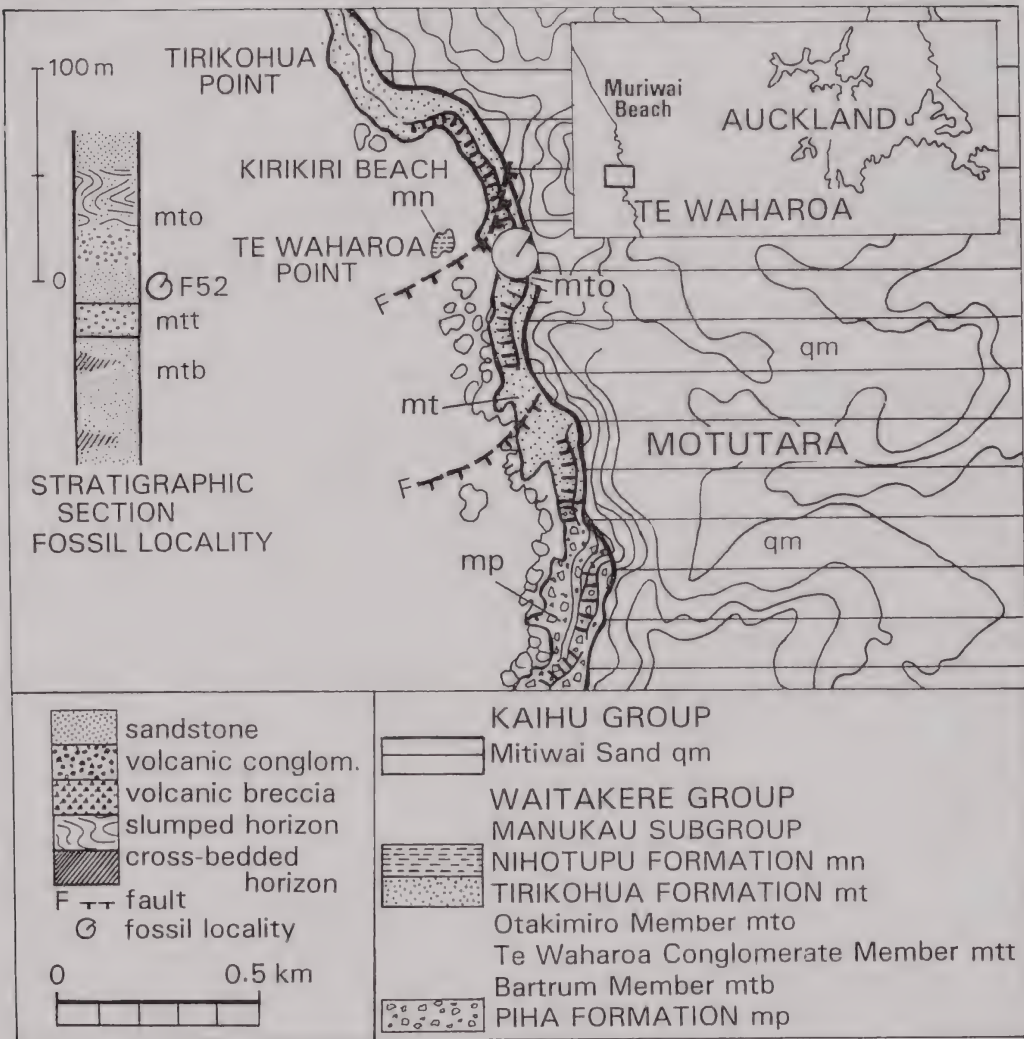 TIRIKOHUA
POINT
100 m
0
mto
F52
mtt
mtb
STRATIGRAPHIC
SECTION
FOSSIL LOCALITY
KIRIKIRI BEACH
mn
TE WAHAROA
POINT
F
mto
mt
F
mp
qm
MOTUTARA
qm
Muriwai
Beach
AUCKLAND
TE WAHAROA
sandstone
volcanic conglom.
volcanic breccia
slumped horizon
cross-bedded
horizon
F fault
fossil locality
0 0.5 km
KAIHU GROUP
Mitiwai Sand qm
WAITAKERE GROUP
MANUKAU SUBGROUP
NIHOTUPU FORMATION mn
TIRIKOHUA FORMATION mt
Otakimiro Member mto
Te Waharoa Conglomerate Member mtt
Bartrum Member mtb
PIHA FORMATION mp